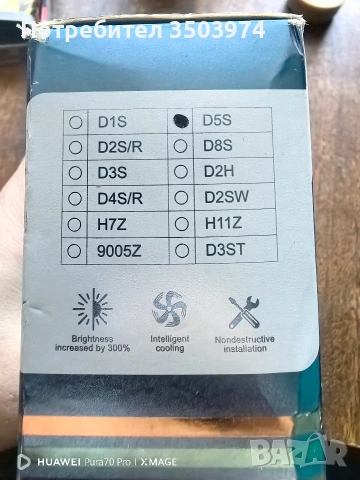 Потребител 3503974
D1S D5S
D2S/R D8S
D3S D2H
D4S/R D2SW
H7Z H11Z
9005Z D3ST
Brightness increased by 300%
Intelligent cooling
Nondestructive installation
HUAWEI Pura70 Pro | XMAGE
BAZAR